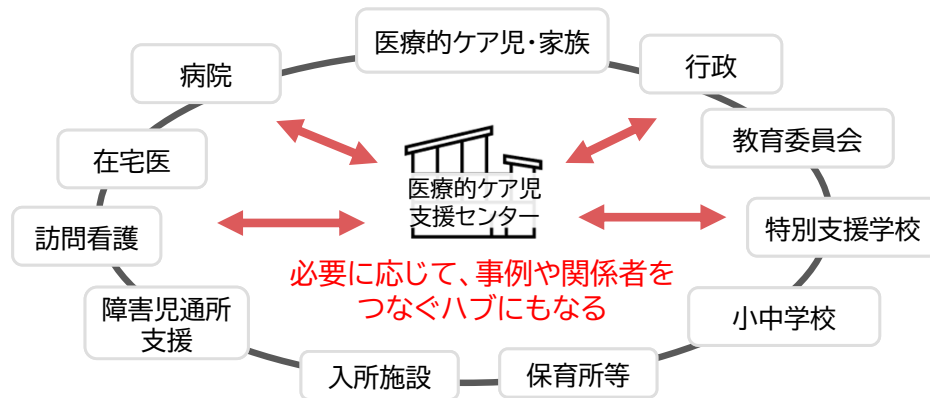 医療的ケア児・家族
病院
行政
教育委員会
在宅医
医療的ケア児
支援センター
訪問看護
特別支援学校
必要に応じて、事例や関係者を
つなぐハブにもなる
障害児通所
支援
小中学校
入所施設
保育所等